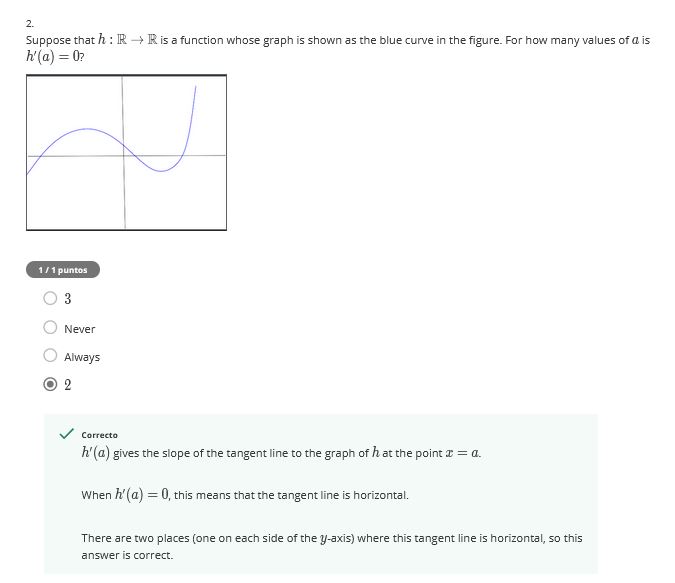 2.
Suppose that h : ℝ → ℝ is a function whose graph is shown as the blue curve in the figure. For how many values of a is
h′(a) = 0?
1 / 1 puntos
3
Never
Always
2
Correcto
h′(a) gives the slope of the tangent line to the graph of h at the point x = a.
When h′(a) = 0, this means that the tangent line is horizontal.
There are two places (one on each side of the y-axis) where this tangent line is horizontal, so this
answer is correct.